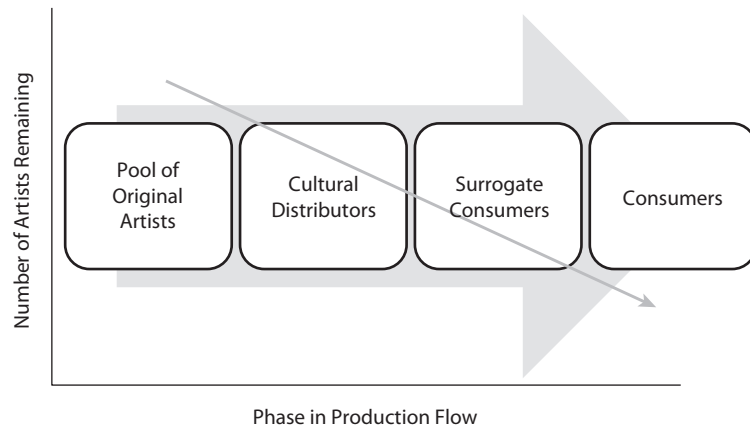 Number of Artists Remaining
Pool of
Original
Artists
Cultural
Distributors
Surrogate
Consumers
Consumers
Phase in Production Flow